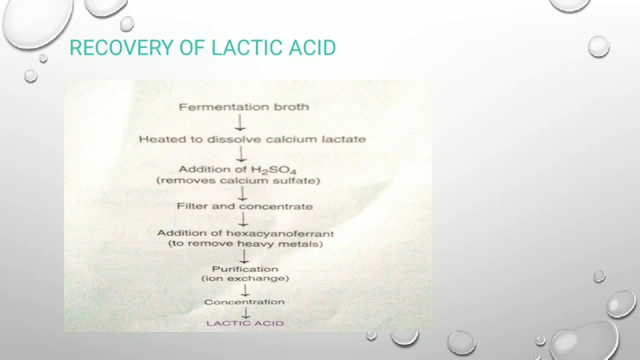 RECOVERY OF LACTIC ACID
Fermentation broth
Heated to dissolve calcium lactate
Addition of H₂SO₄
(removes calcium sulfate)
Filter and concentrate
Addition of hexacyanoferrant
(to remove heavy metals)
Purification
(ion exchange)
Concentration
LACTIC ACID